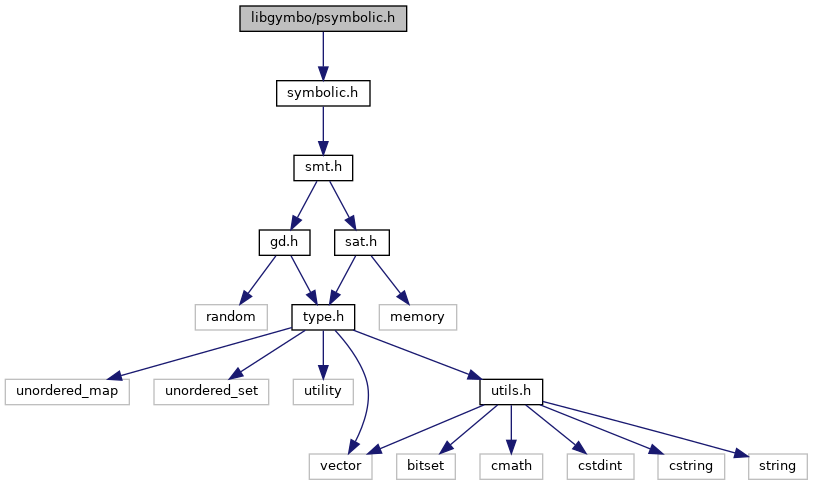 libgymbo/psymbolic.h
symbolic.h
smt.h
gd.h
sat.h
random
type.h
memory
unordered_map
unordered_set
utility
utils.h
vector
bitset
cmath
cstdint
cstring
string